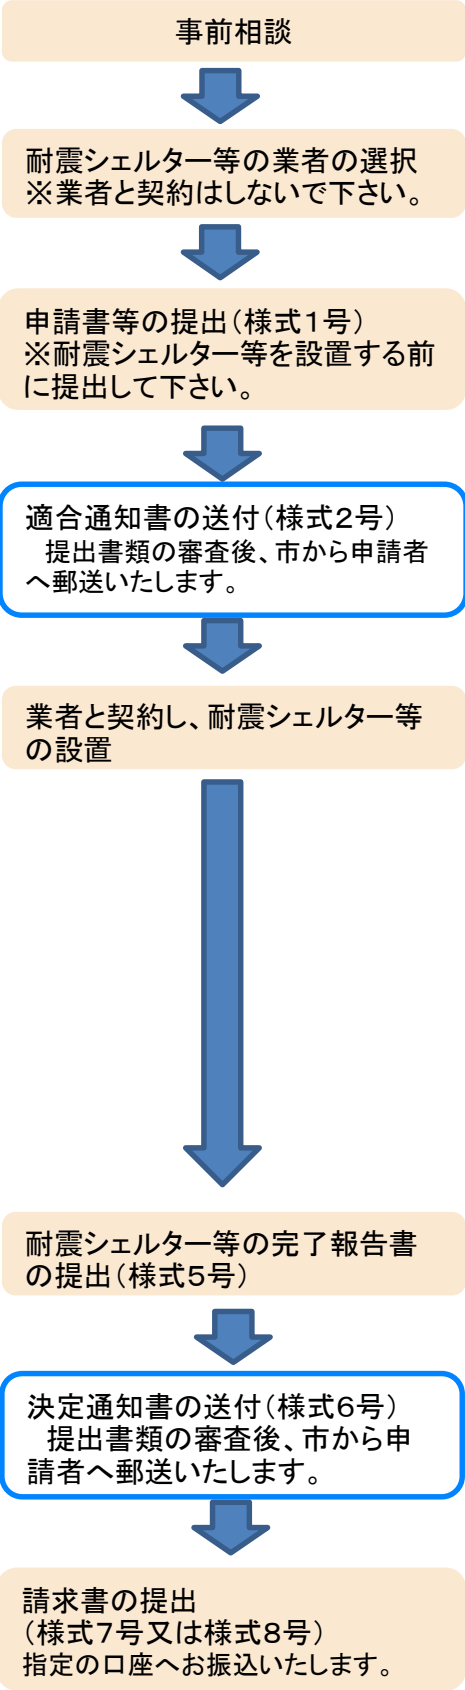 事前相談
耐震シェルター等の業者の選択
※業者と契約はしないで下さい。
申請書等の提出（様式１号）
※耐震シェルター等を設置する前
に提出して下さい。
適合通知書の送付（様式２号）
提出書類の審査後、市から申請者
へ郵送いたします。
業者と契約し、耐震シェルター等
の設置
耐震シェルター等の完了報告書
の提出（様式５号）
決定通知書の送付（様式６号）
提出書類の審査後、市から申
請者へ郵送いたします。
請求書の提出
（様式７号又は様式８号）
指定の口座へお振込いたします。